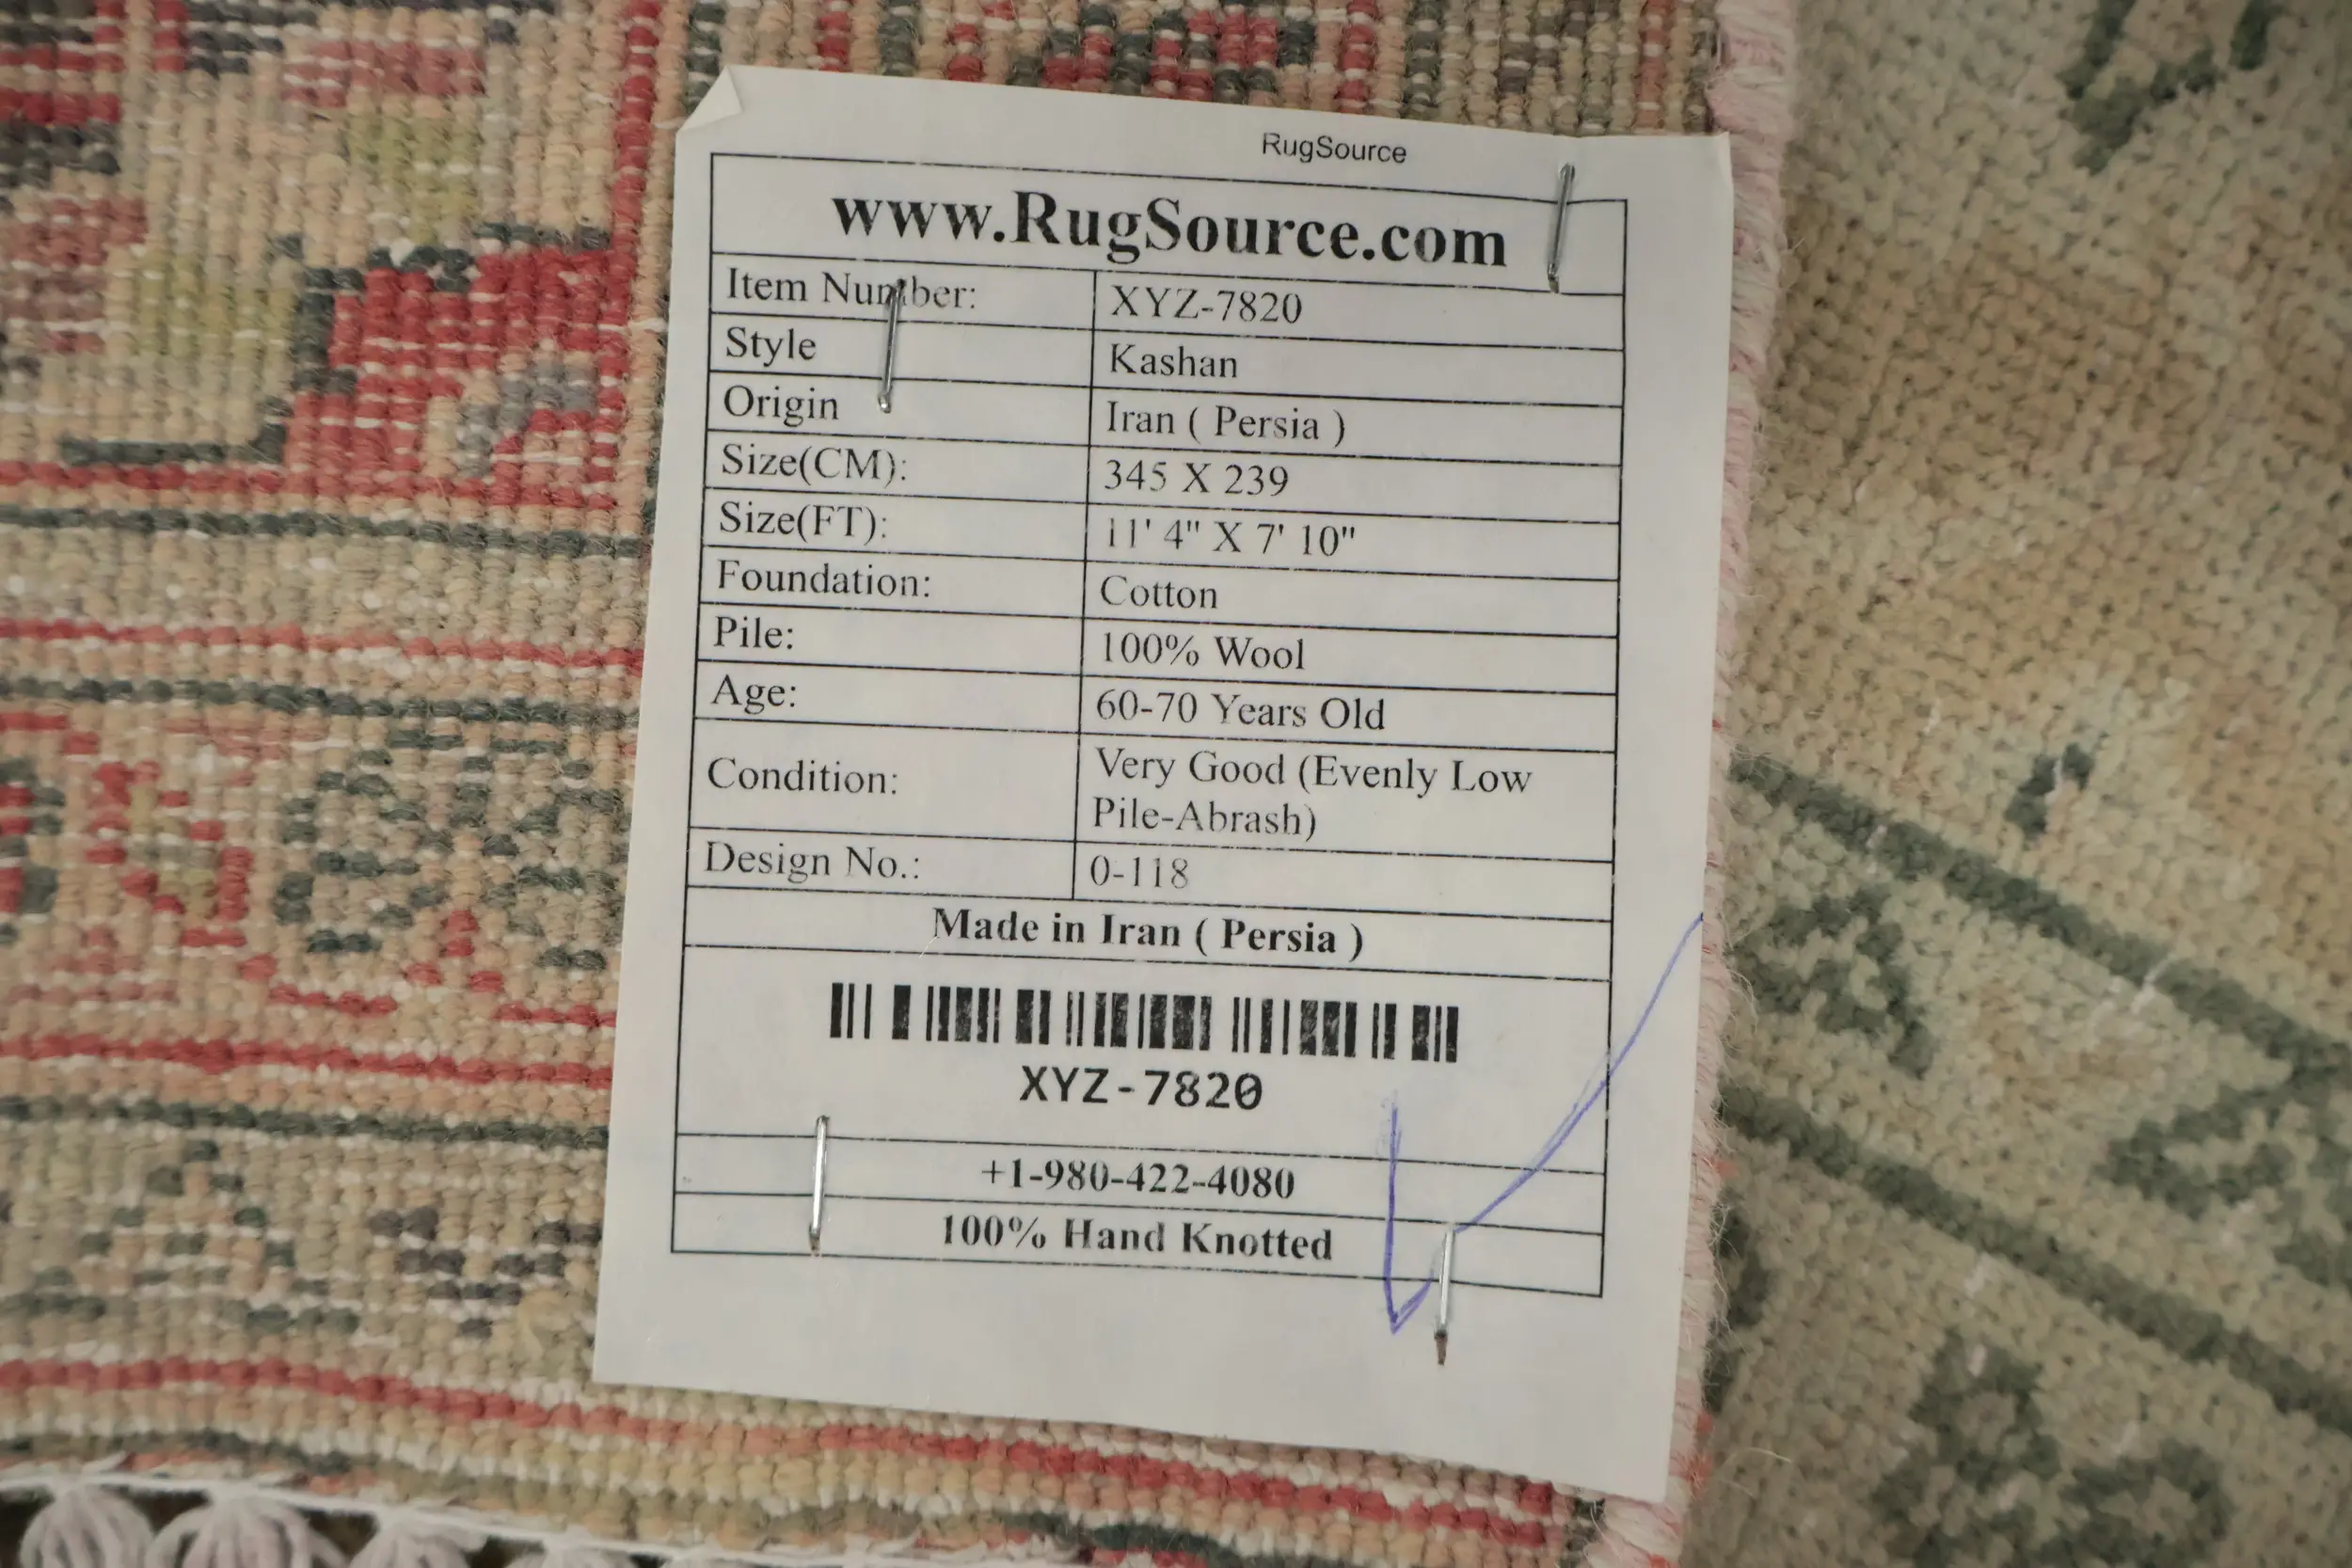 RugSource
www.RugSource.com
Item Number: XYZ-7820
Style Kashan
Origin Iran ( Persia )
Size(CM): 345 X 239
Size(FT): 11' 4" X 7' 10"
Foundation: Cotton
Pile: 100% Wool
Age: 60-70 Years Old
Condition: Very Good (Evenly Low
Pile-Abrash)
Design No.: 0-118
Made in Iran ( Persia )
XYZ-7820
+1-980-422-4080
100% Hand Knotted